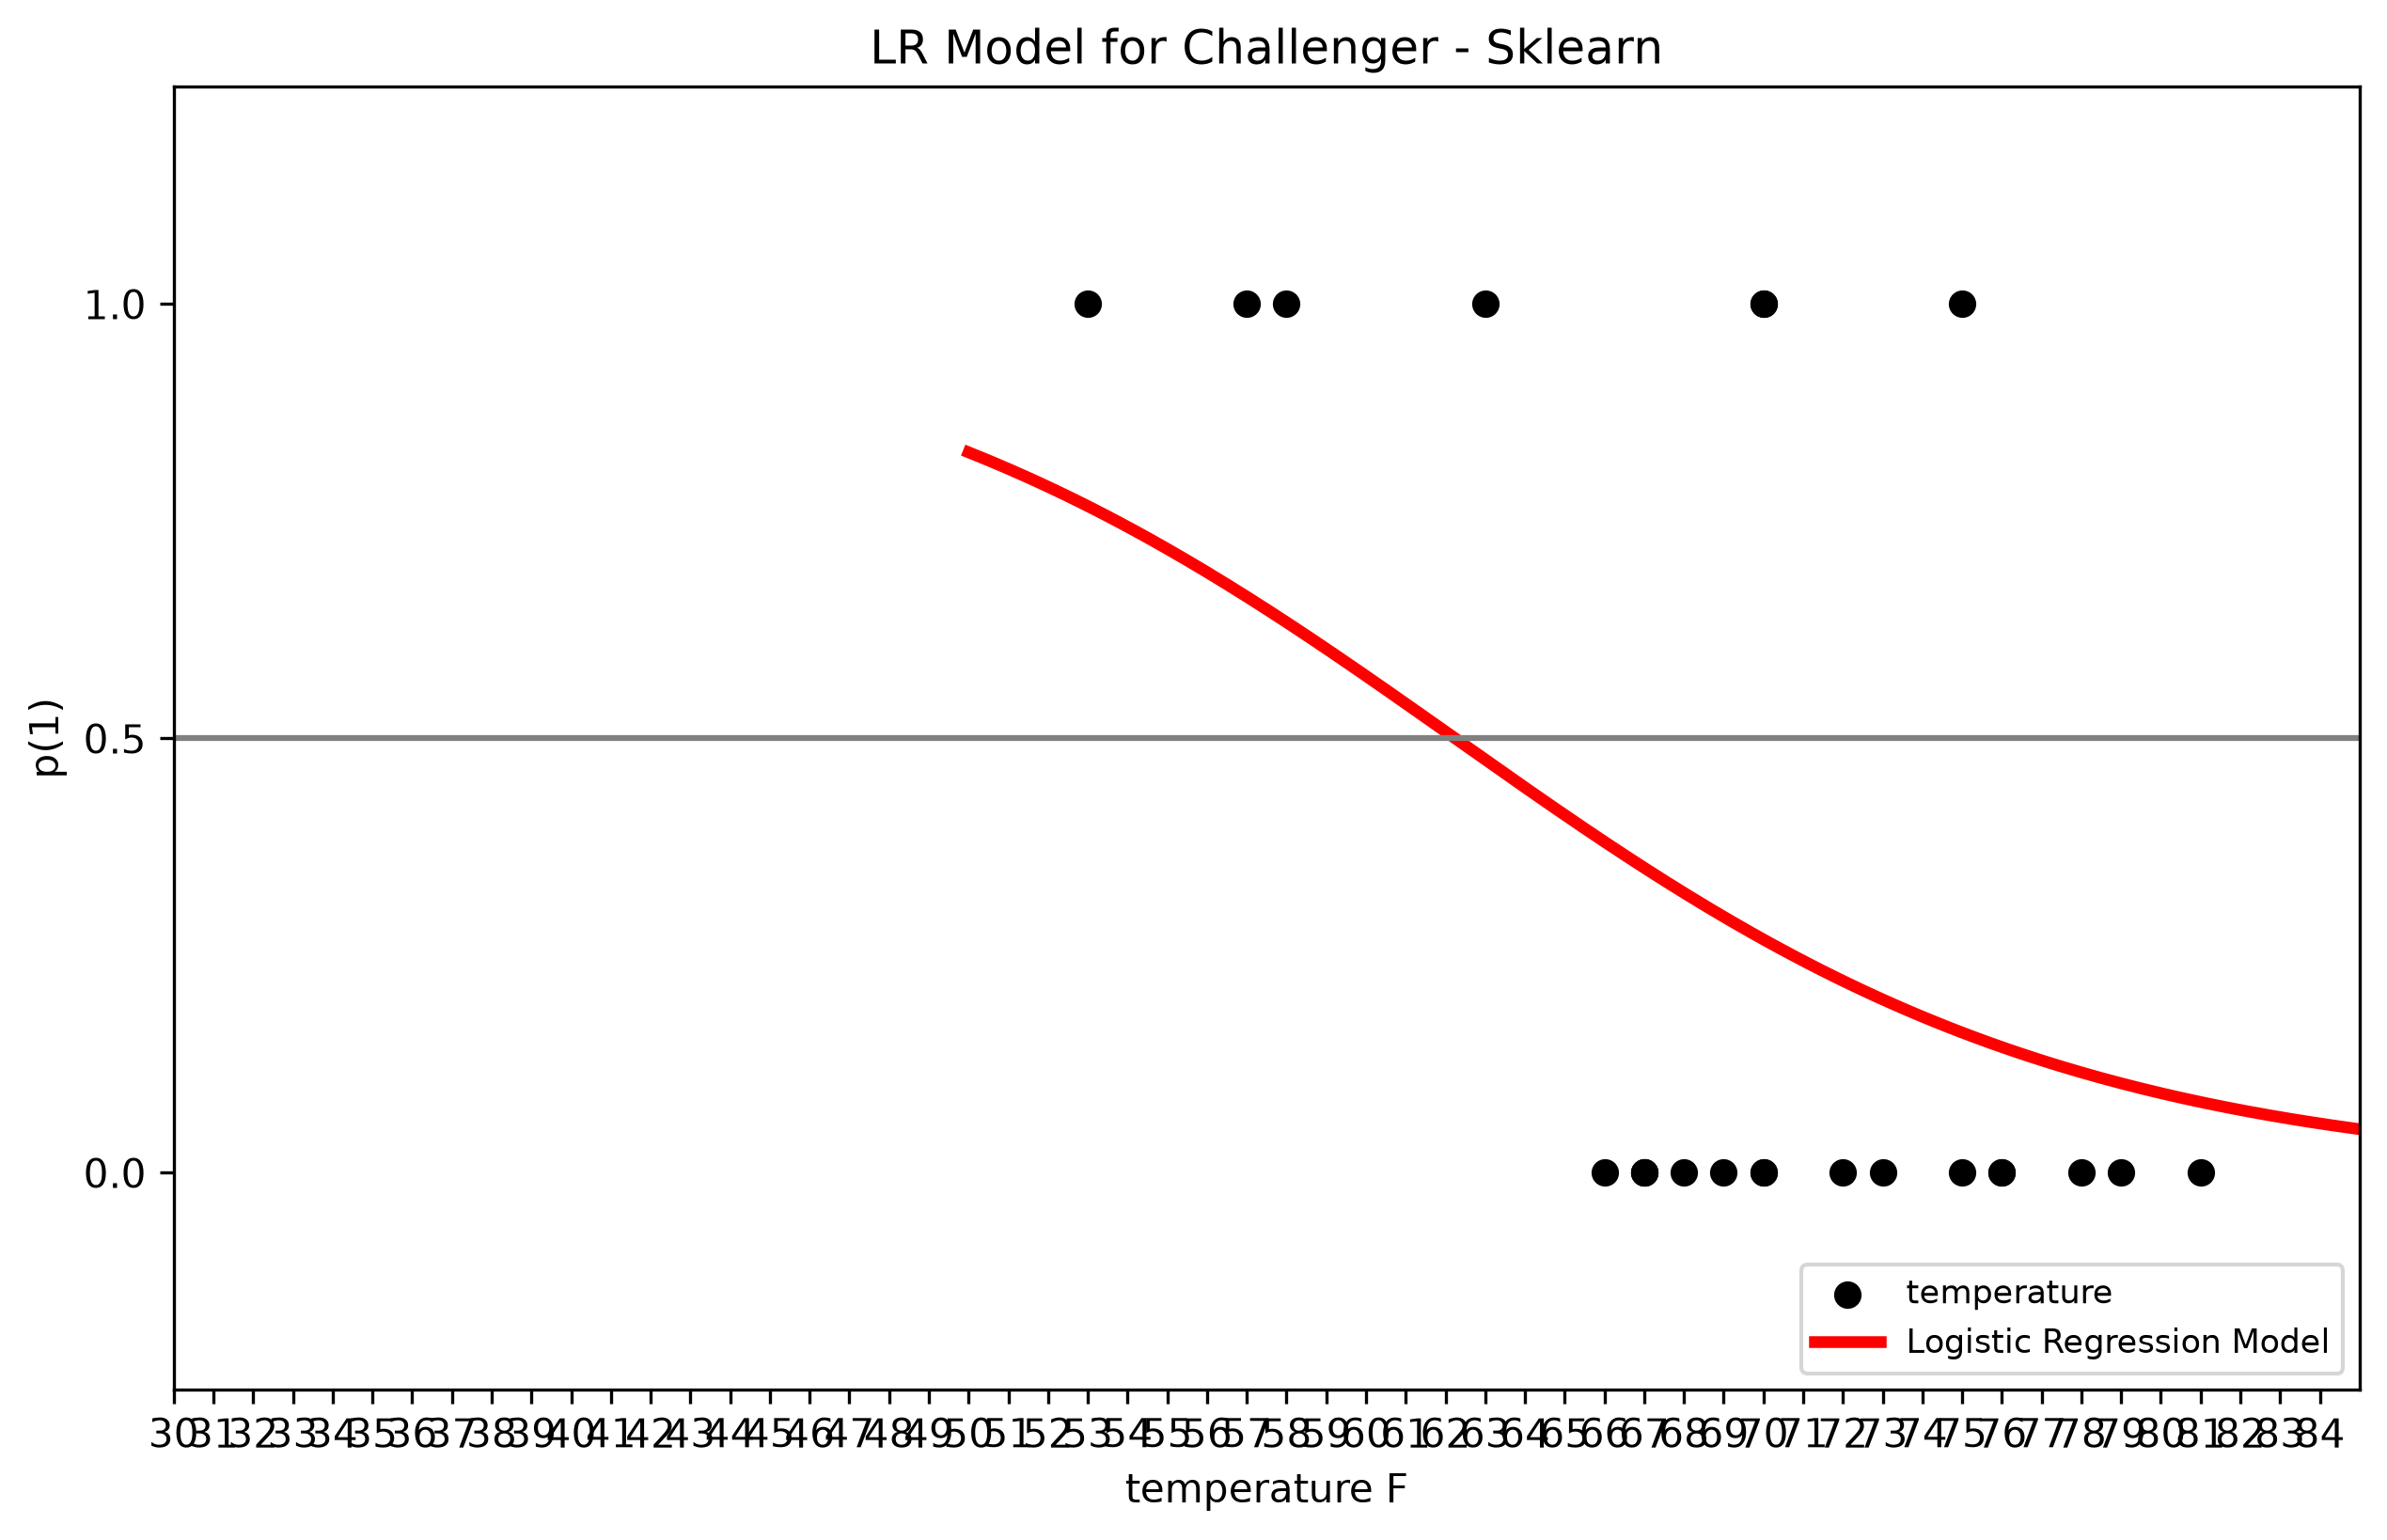 LR Model for Challenger - Sklearn
1.0
0.5
0.0
p(1)
temperature
Logistic Regression Model
30 31 32 33 34 35 36 37 38 39 40 41 42 43 44 45 46 47 48 49 50 51 52 53 54 55 56 57 58 59 60 61 62 63 64 65 66 67 68 69 70 71 72 73 74 75 76 77 78 79 80 81 82 83 84
temperature F